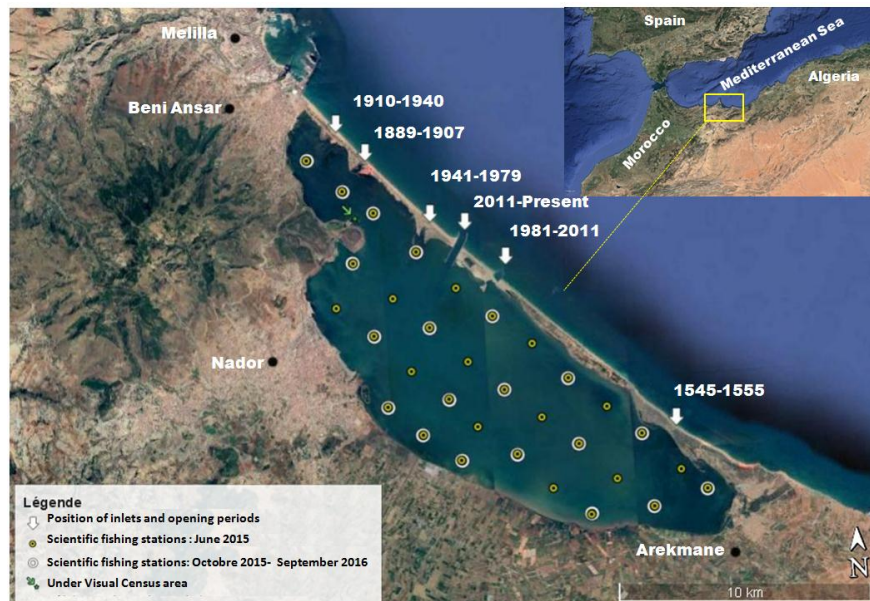 Melilla
Beni Ansar
1910-1940
1889-1907
1941-1979
2011-Present
1981-2011
Nador
1545-1555
Arekmane
Spain
Mediterranean Sea
Algeria
Morocco
Légende
Position of inlets and opening periods
Scientific fishing stations : June 2015
Scientific fishing stations: Octobre 2015- September 2016
Under Visual Census area
N
10 km